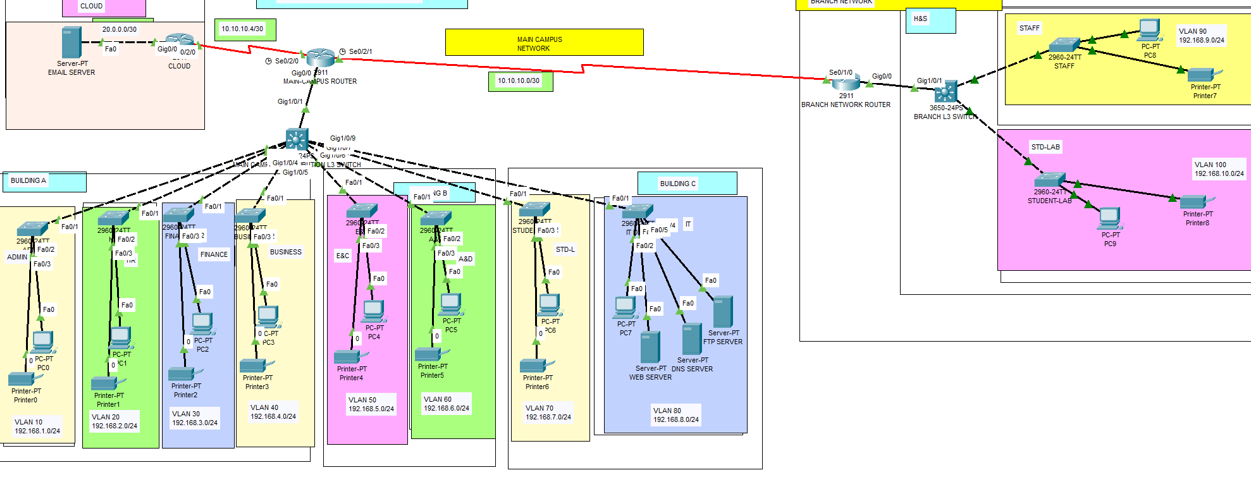 CLOUD
20.0.0.0/30
Server-PT
EMAIL SERVER
Fa0
Gig0/0
0/2/0
CLOUD
10.10.10.4/30
Se0/2/1
Se0/2/0
Gig0/0
2911
MAIN-CAMPUS ROUTER
Gig1/0/1
MAIN CAMPUS
NETWORK
10.10.10.0/30
BRANCH NETWORK
Se0/1/0
Gig0/0
2911
BRANCH NETWORK ROUTER
H&S
Gig1/0/1
3650-24PS
BRANCH L3 SWITCH
STAFF
2960-24TT
STAFF
PC-PT
PC8
VLAN 90
192.168.9.0/24
Printer-PT
Printer7
STD-LAB
2960-24TT
STUDENT-LAB
PC-PT
PC9
VLAN 100
192.168.10.0/24
Printer-PT
Printer8
Gig1/0/9
Gig1/0/4
Gig1/0/5
L3 SWITCH
BUILDING A
Fa0/1
2960-24TT
Fa0/2
Fa0/3
ADMIN
Fa0
PC-PT
PC0
Printer-PT
Printer0
VLAN 10
192.168.1.0/24
Fa0/1
2960-24TT
Fa0/2
Fa0/3
Fa0
PC-PT
Printer-PT
Printer1
VLAN 20
192.168.2.0/24
Fa0/1
2960-24TT
Fa0/3
FINANCE
Fa0
PC-PT
PC2
Printer-PT
Printer2
VLAN 30
192.168.3.0/24
Fa0/1
2960-24TT
Fa0/3
BUSINESS
Fa0
PC3
Printer-PT
Printer3
VLAN 40
192.168.4.0/24
Fa0/1
2960-24TT
Fa0/2
Fa0/3
E&C
Fa0
PC-PT
PC4
Printer-PT
Printer4
VLAN 50
192.168.5.0/24
Fa0/1
2960-24TT
Fa0/2
Fa0/3
A&D
Fa0
PC-PT
PC5
Printer-PT
Printer5
VLAN 60
192.168.6.0/24
BUILDING C
Fa0/1
2960-24TT
Fa0/2
Fa0/3
STD-L
Fa0
PC-PT
PC6
Printer-PT
Printer6
VLAN 70
192.168.7.0/24
Fa0/1
2960-24TT
IT
Fa0/5
Fa0/2
Fa0
Fa0
Fa0
Fa0
PC-PT
PC7
Server-PT
WEB SERVER
Server-PT
DNS SERVER
Server-PT
FTP SERVER
VLAN 80
192.168.8.0/24